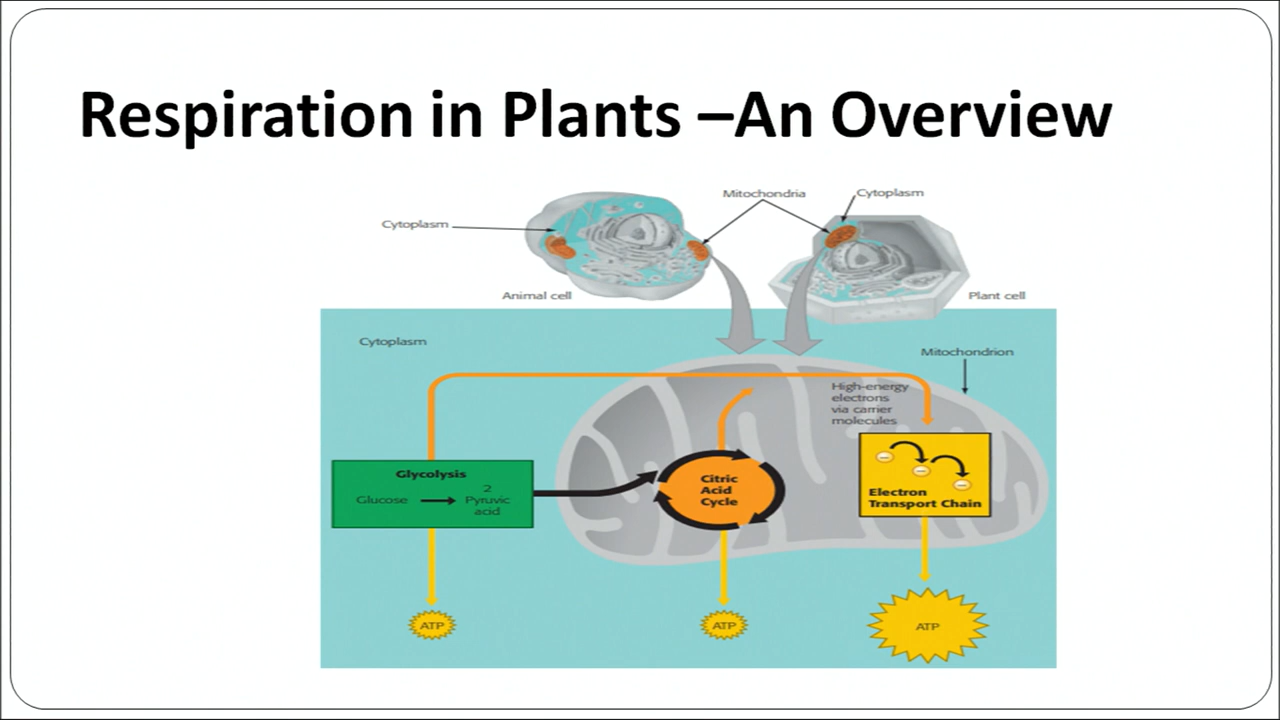 Respiration in Plants –An Overview
Mitochondria
Cytoplasm
Cytoplasm
Animal cell
Plant cell
Cytoplasm
Mitochondrion
High-energy
electrons
via carrier
molecules
Glycolysis
Glucose
2
Pyruvic
acid
Citric
Acid
Cycle
Electron
Transport Chain
ATP
ATP
ATP